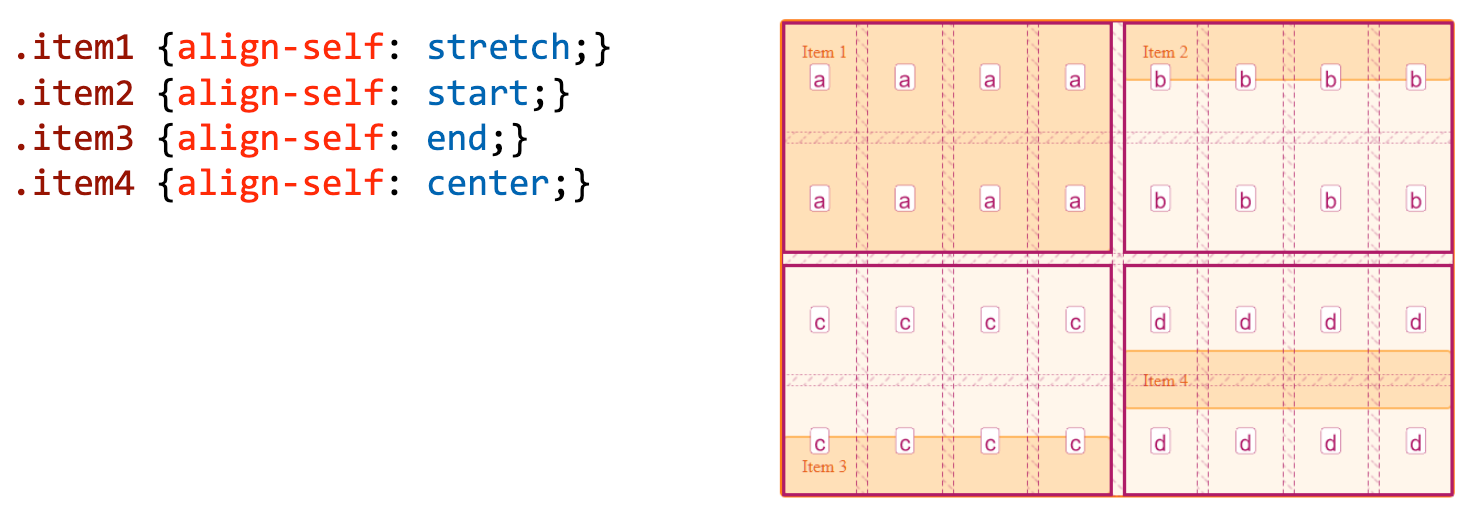 .item1 {align-self: stretch;}
.item2 {align-self: start;}
.item3 {align-self: end;}
.item4 {align-self: center;}
Item 1 Item 2
a a a a b b b b
a a a a b b b b
c c c c d d d d
Item 4
c c c c d d d d
Item 3